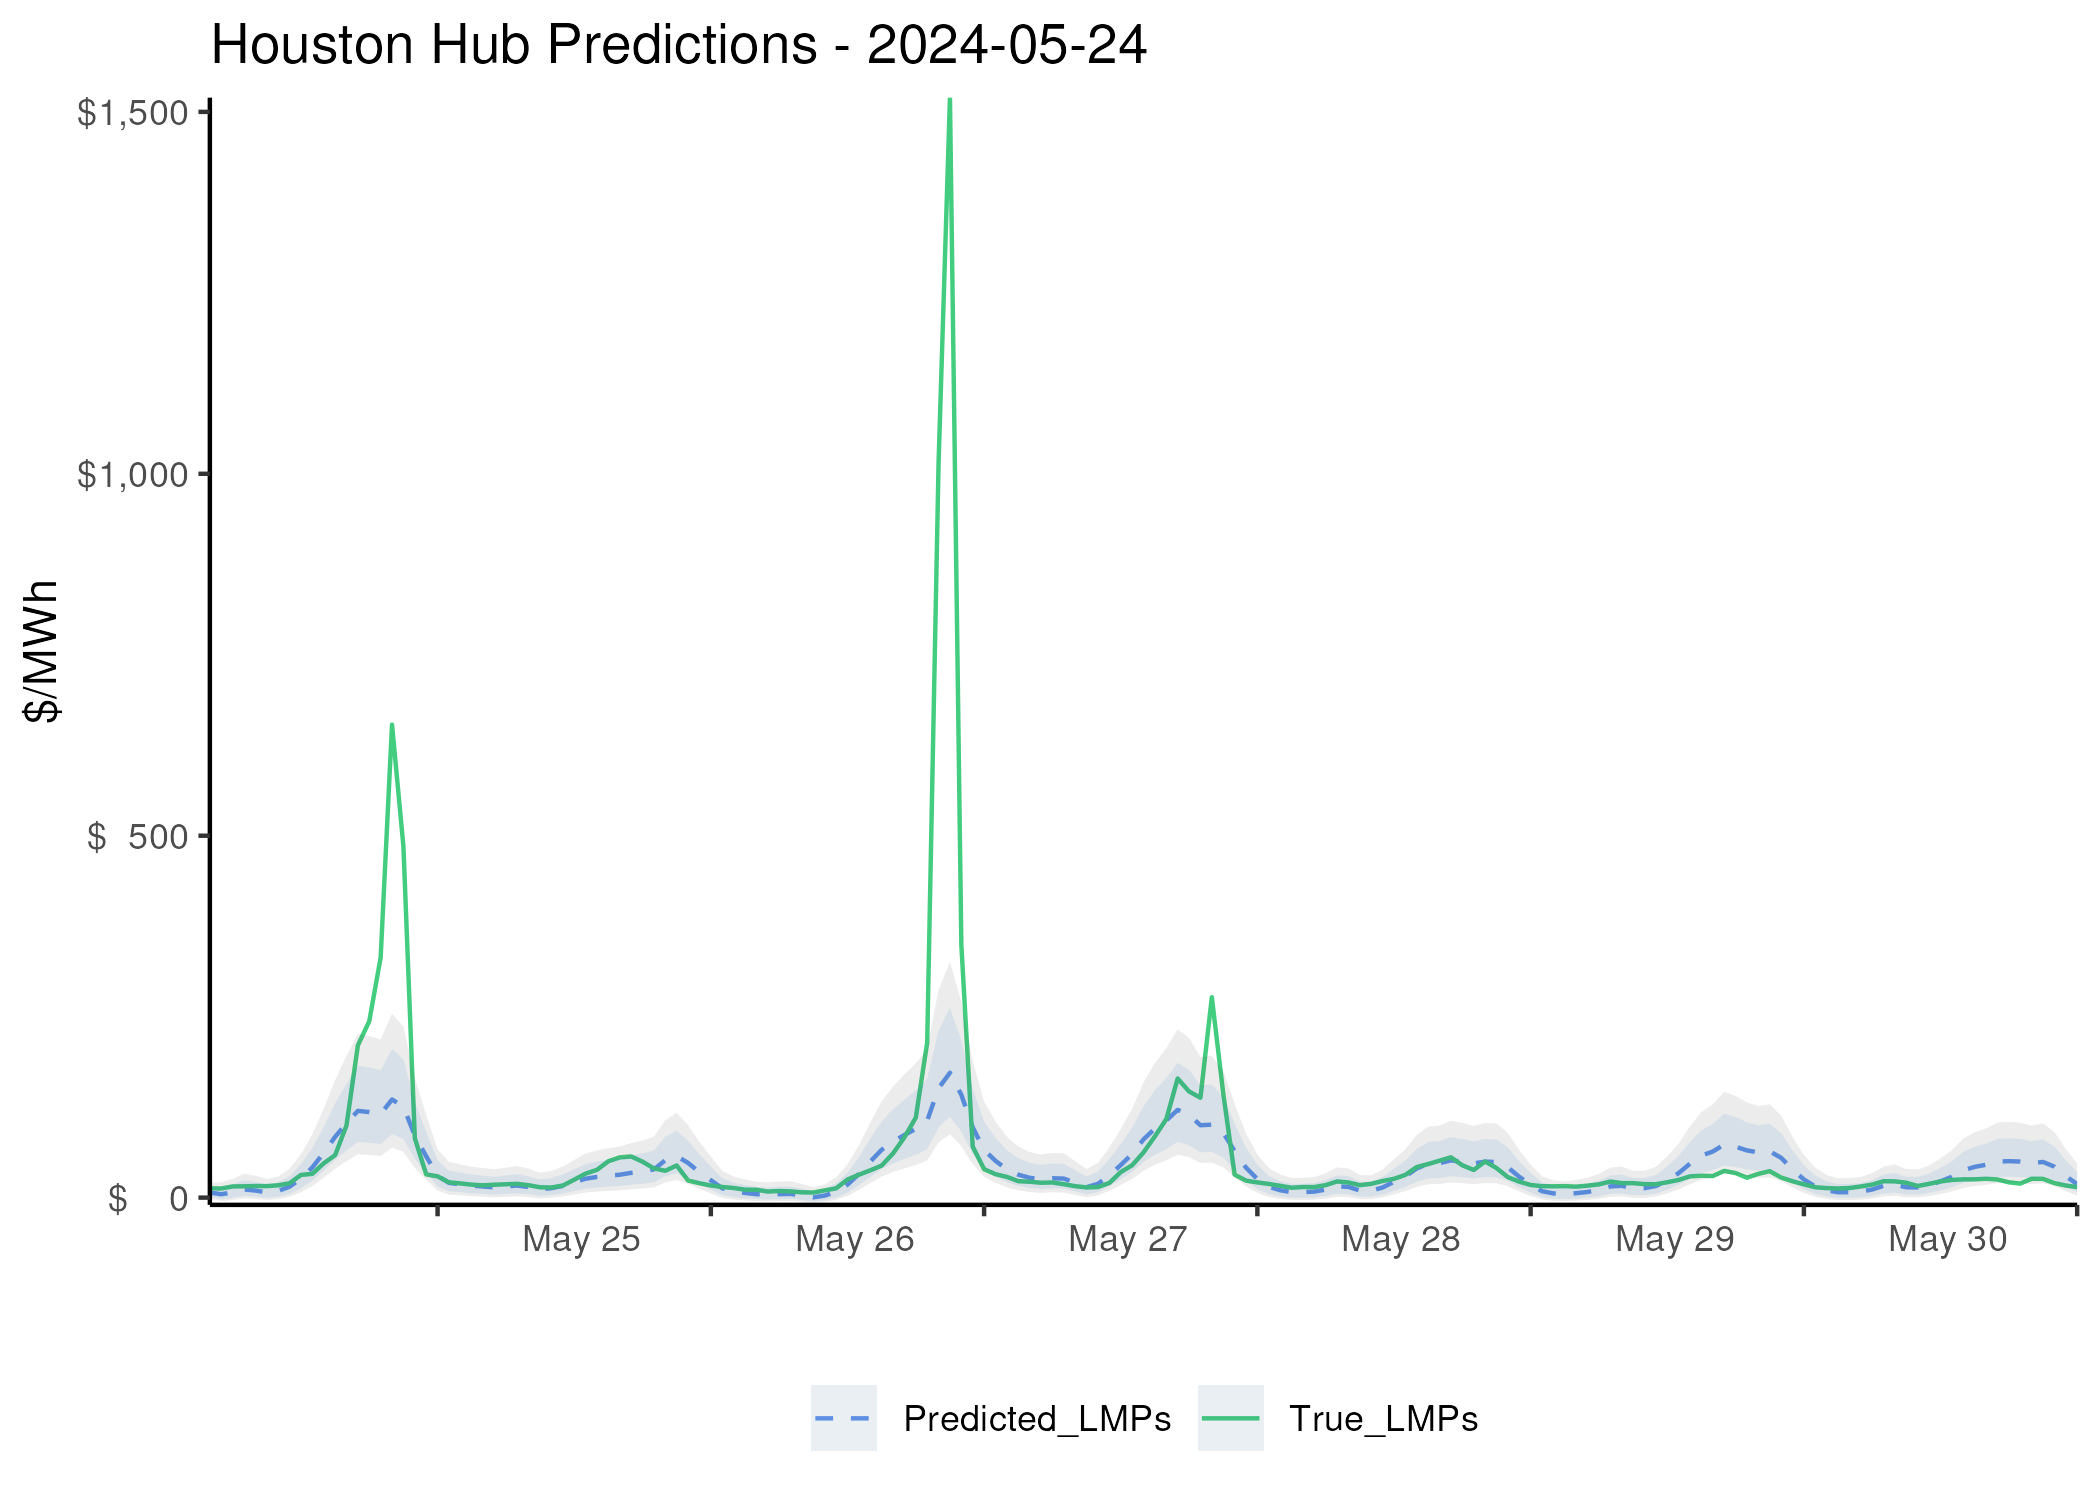 Houston Hub Predictions - 2024-05-24
$1,500
$1,000
$ 500
$ 0
$/MWh
May 25 May 26 May 27 May 28 May 29 May 30
Predicted_LMPs True_LMPs